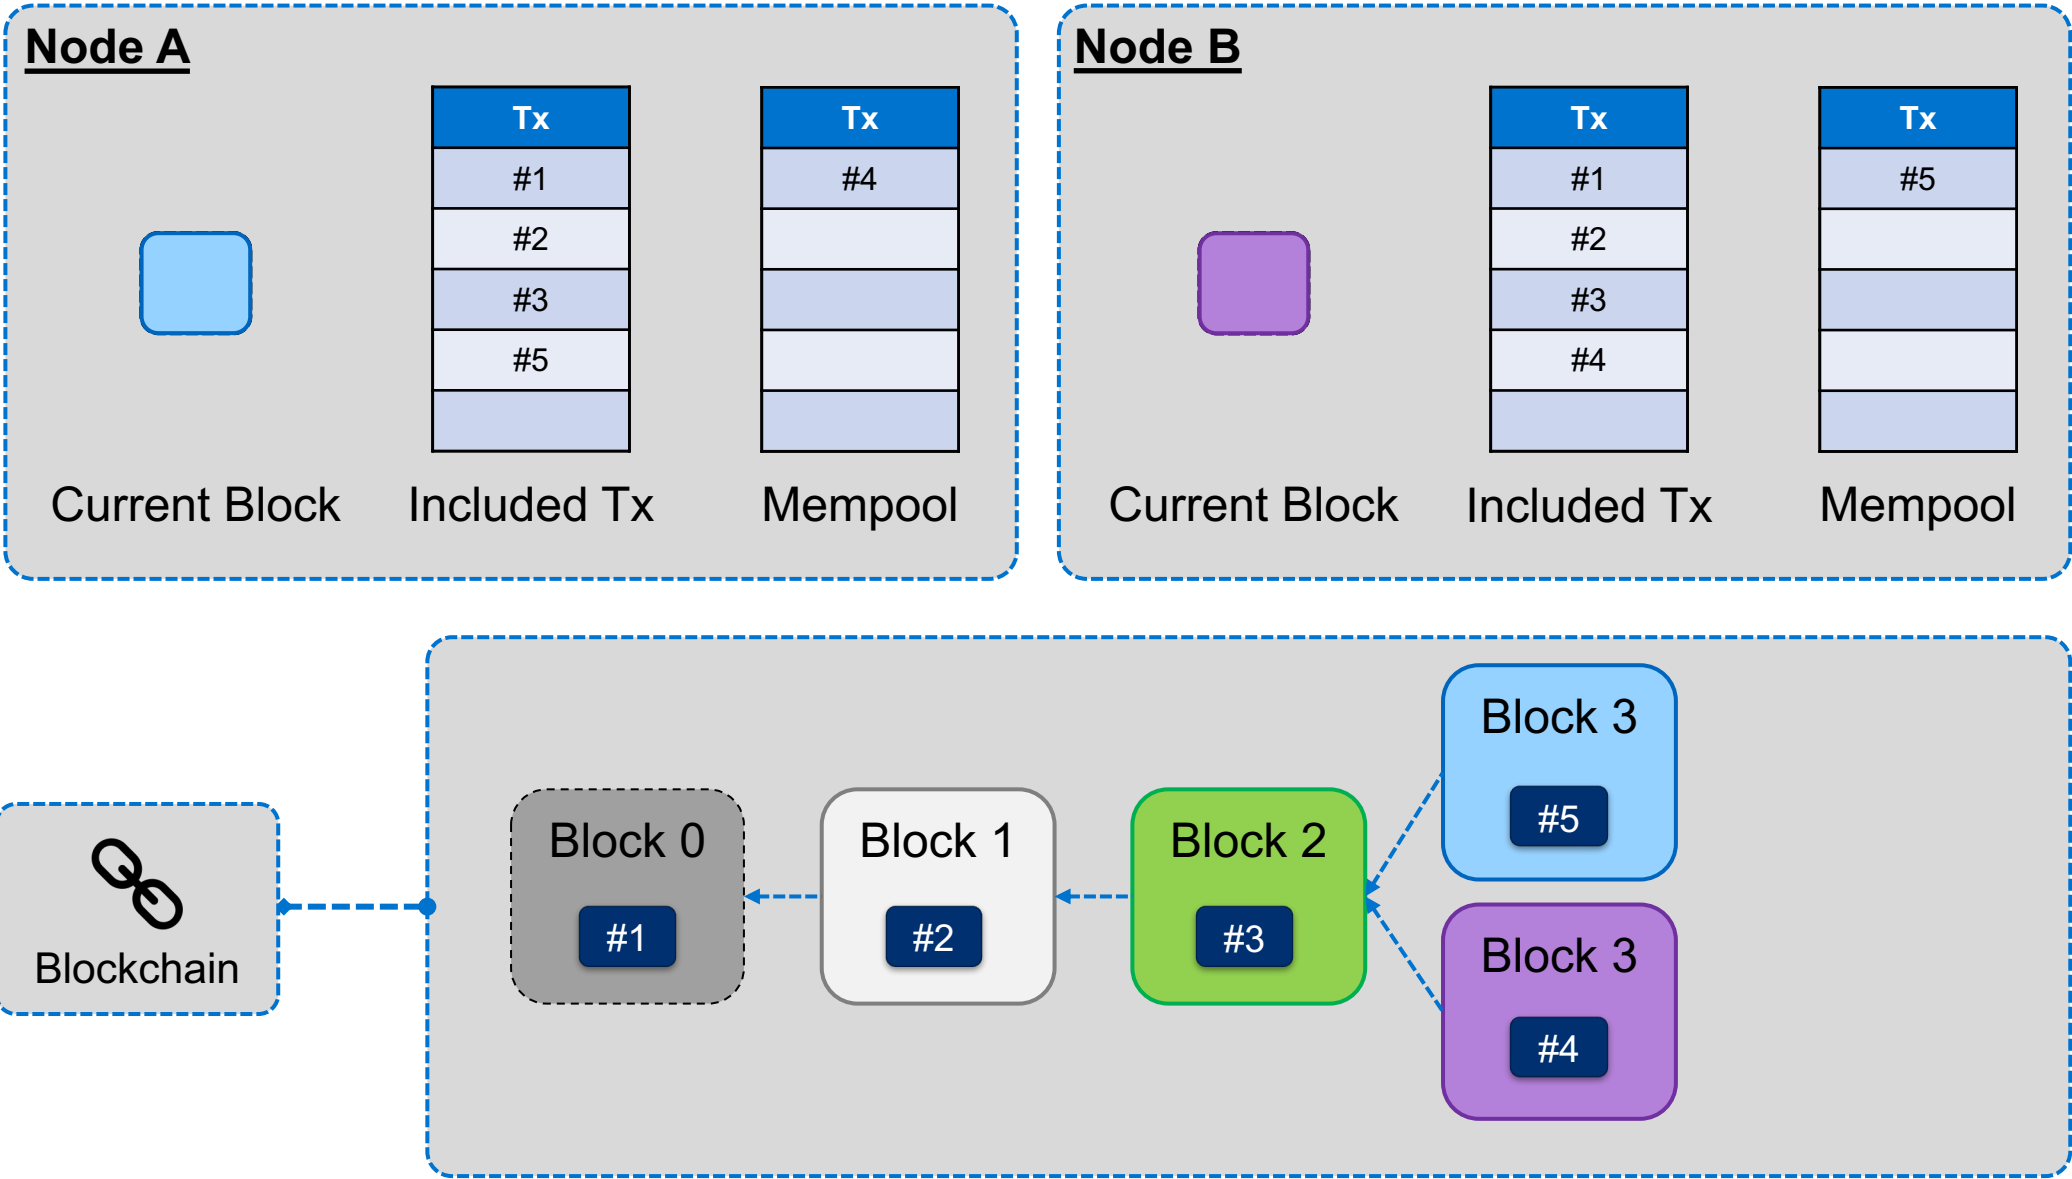 Node A
Tx
#1
#2
#3
#5
Tx
#4
Current Block
Included Tx
Mempool
Node B
Tx
#1
#2
#3
#4
Tx
#5
Current Block
Included Tx
Mempool
Blockchain
Block 0
#1
Block 1
#2
Block 2
#3
Block 3
#5
Block 3
#4